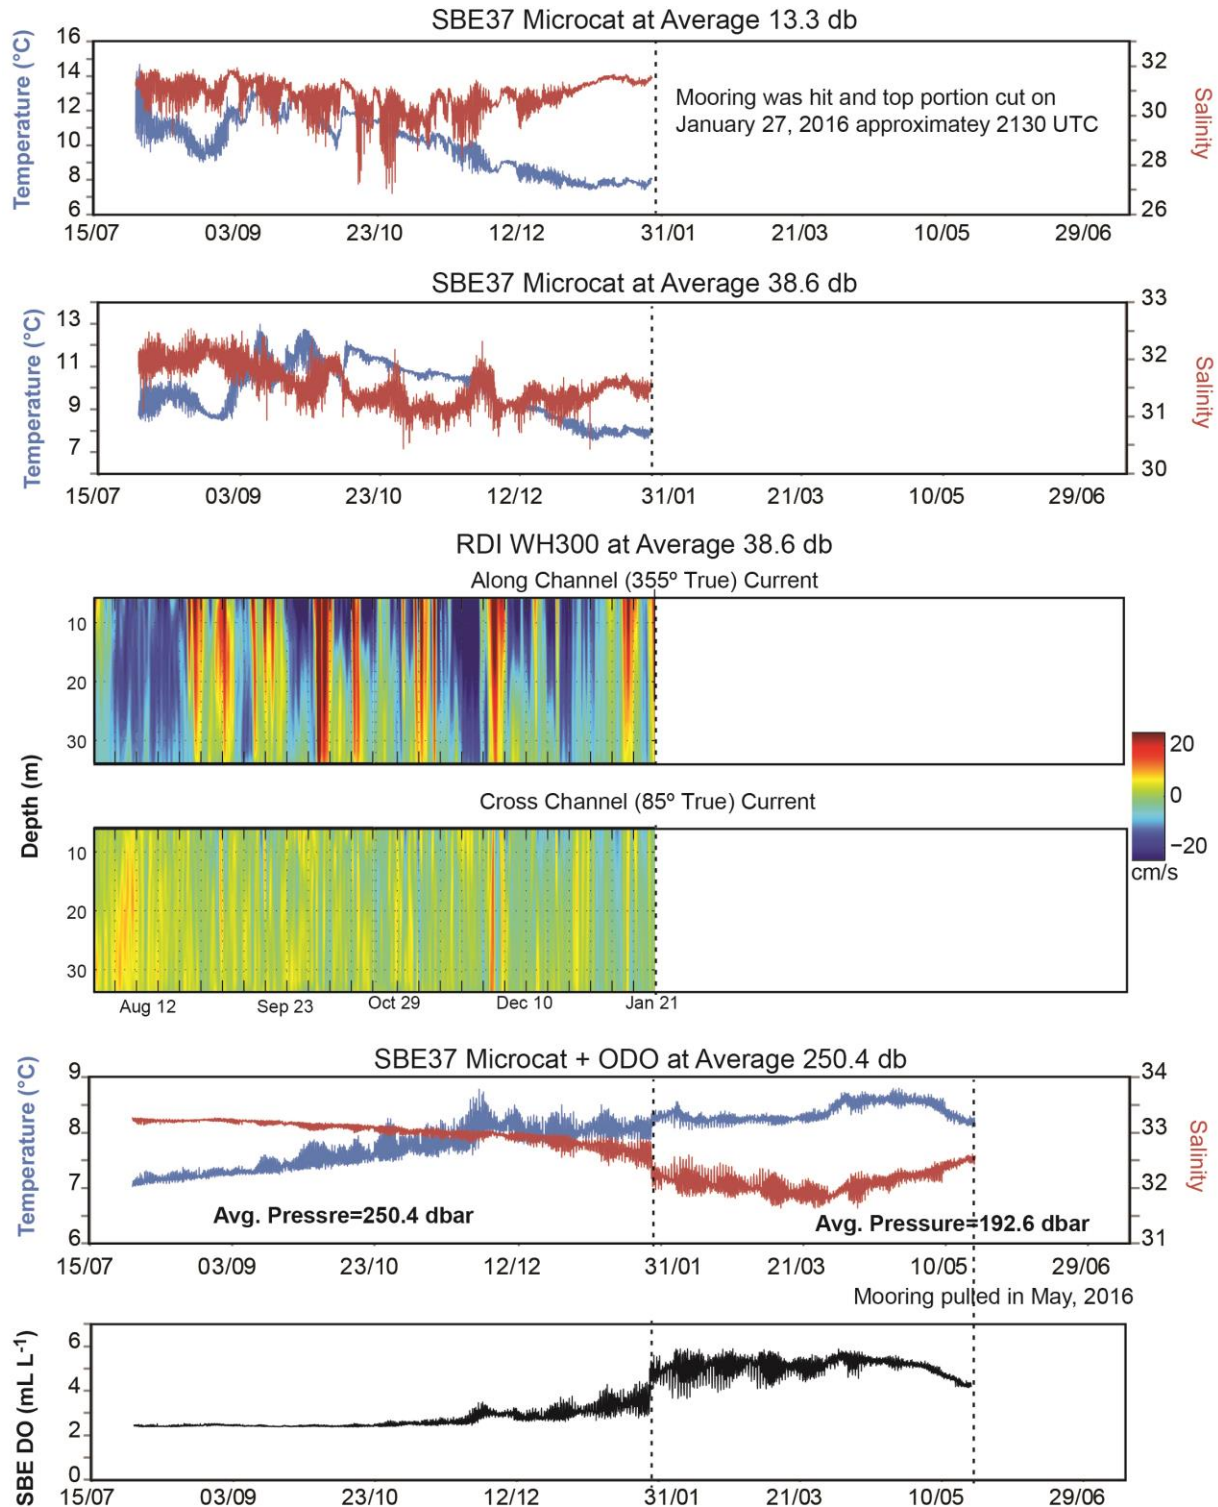 SBE37 Microcat at Average 13.3 db
Temperature (°C)
16
14
12
10
8
6
32
30
28
26
Salinity
Mooring was hit and top portion cut on
January 27, 2016 approximatey 2130 UTC
15/07 03/09 23/10 12/12 31/01 21/03 10/05 29/06
SBE37 Microcat at Average 38.6 db
Temperature (°C)
13
11
9
7
33
32
31
30
Salinity
15/07 03/09 23/10 12/12 31/01 21/03 10/05 29/06
RDI WH300 at Average 38.6 db
Along Channel (355º True) Current
10
20
30
Depth (m)
Cross Channel (85º True) Current
10
20
30
20
0
−20
cm/s
Aug 12 Sep 23 Oct 29 Dec 10 Jan 21
SBE37 Microcat + ODO at Average 250.4 db
Temperature (°C)
9
8
7
6
34
33
32
31
Salinity
Avg. Pressre=250.4 dbar
Avg. Pressure=192.6 dbar
15/07 03/09 23/10 12/12 31/01 21/03 10/05 29/06
Mooring pulled in May, 2016
SBE DO (mL L-1)
6
4
2
0
15/07 03/09 23/10 12/12 31/01 21/03 10/05 29/06